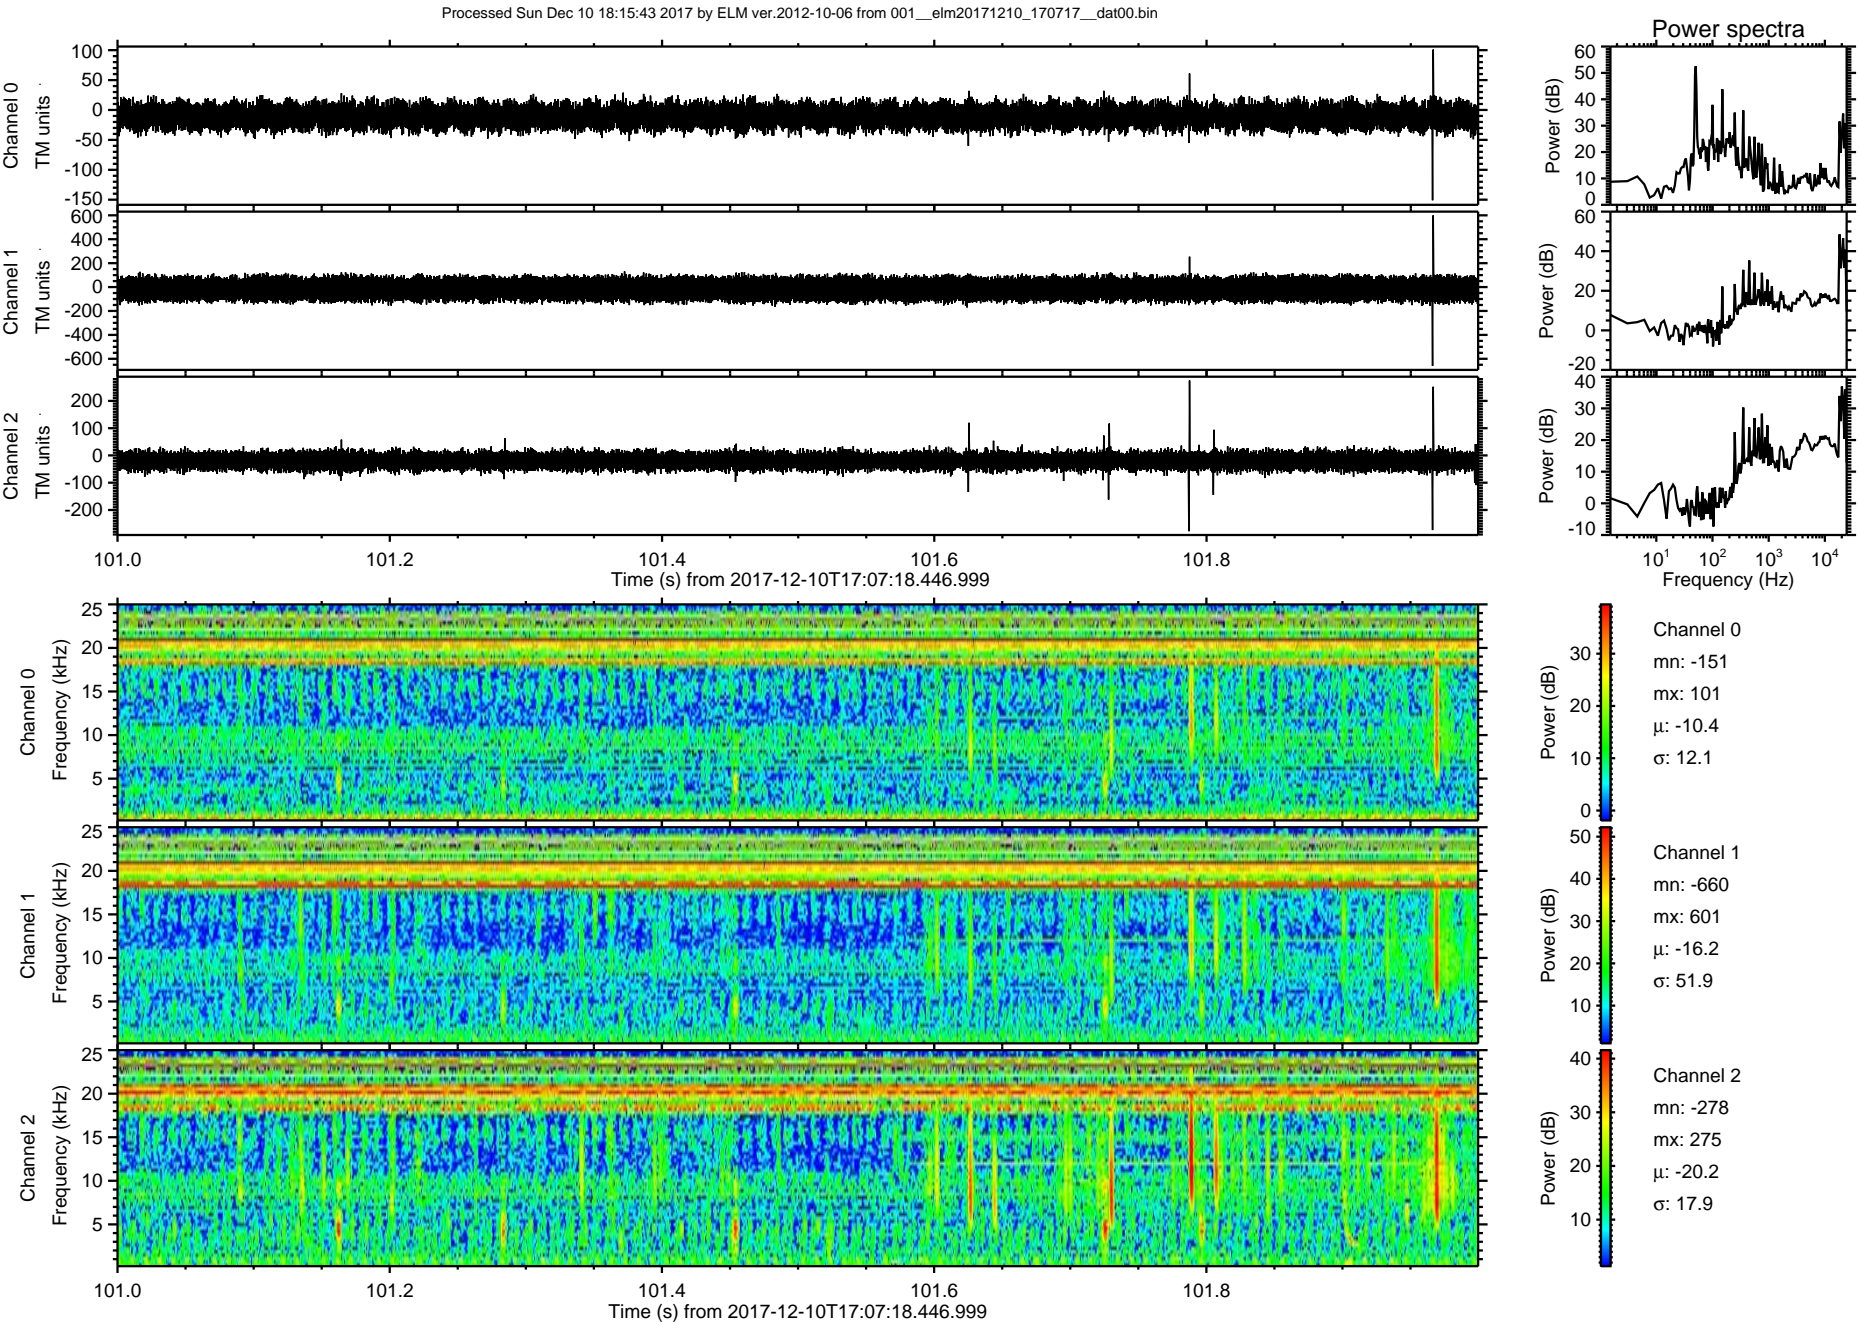 Processed Sun Dec 10 18:15:43 2017 by ELM ver.2012-10-06 from 001__elm20171210_170717__dat00.bin
Power spectra
Channel 0
TM units
100
50
0
-50
-100
-150
Power (dB)
60
50
40
30
20
10
0
Channel 1
TM units
600
400
200
0
-200
-400
-600
Power (dB)
60
40
20
0
-20
Channel 2
TM units
200
100
0
-100
-200
Power (dB)
40
30
20
10
0
-10
101.0 101.2 101.4 101.6 101.8
Time (s) from 2017-12-10T17:07:18.446.999
10^1 10^2 10^3 10^4
Frequency (Hz)
Channel 0
Frequency (kHz)
25
20
15
10
5
Power (dB)
30
20
10
0
Channel 0
mn: -151
mx: 101
µ: -10.4
σ: 12.1
Channel 1
Frequency (kHz)
25
20
15
10
5
Power (dB)
50
40
30
20
10
Channel 1
mn: -660
mx: 601
µ: -16.2
σ: 51.9
Channel 2
Frequency (kHz)
25
20
15
10
5
Power (dB)
40
30
20
10
Channel 2
mn: -278
mx: 275
µ: -20.2
σ: 17.9
101.0 101.2 101.4 101.6 101.8
Time (s) from 2017-12-10T17:07:18.446.999